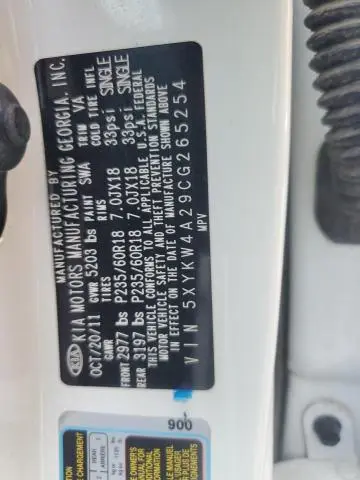 MANUFACTURED BY
KIA KIA MOTORS MANUFACTURING GEORGIA, INC.
OCT/20/11 GVWR 5203 lbs PAINT SWA TRIM VA
GAWR TIRES RIMS COLD TIRE INFL
FRONT 2977 lbs P235/60R18 7.0JX18 33psi SINGLE
REAR 3197 lbs P235/60R18 7.0JX18 33psi SINGLE
THIS VEHICLE CONFORMS TO ALL APPLICABLE U.S.A. FEDERAL
MOTOR VEHICLE SAFETY AND THEFT PREVENTION STANDARDS
IN EFFECT ON THE DATE OF MANUFACTURE SHOWN ABOVE
VIN 5XYKW4A29CG265254
MPV
900